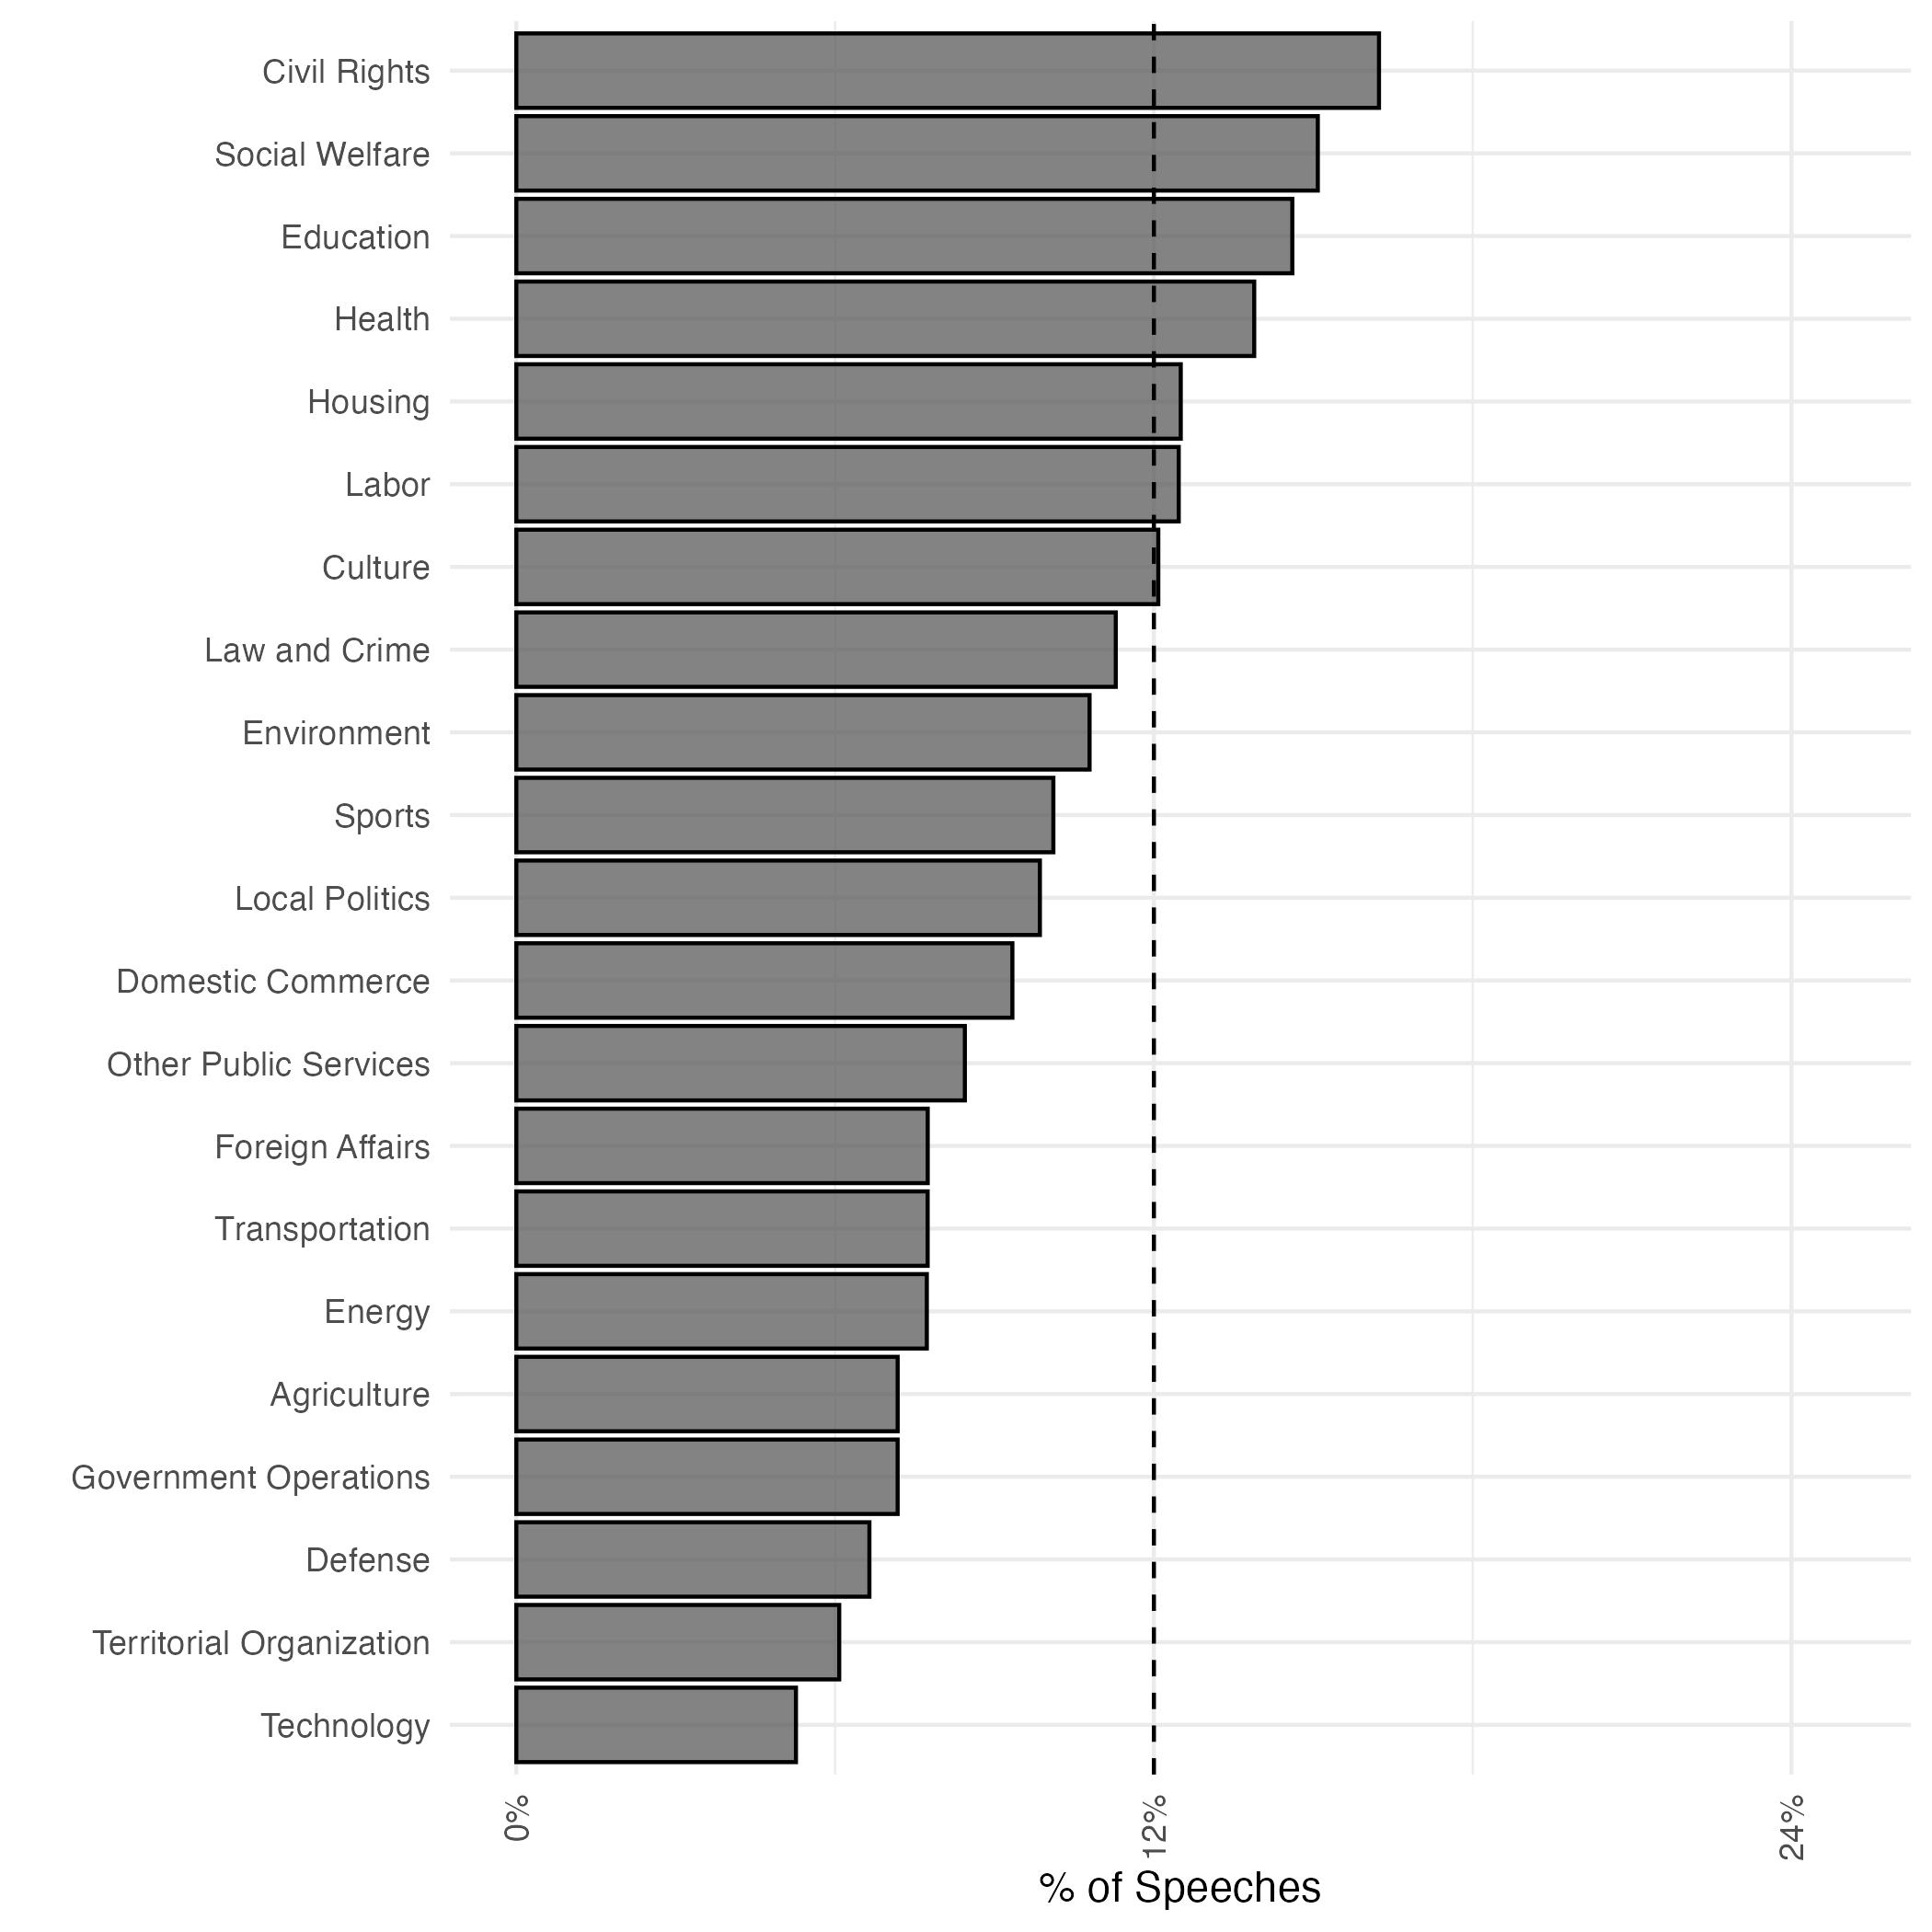 Civil Rights
Social Welfare
Education
Health
Housing
Labor
Culture
Law and Crime
Environment
Sports
Local Politics
Domestic Commerce
Other Public Services
Foreign Affairs
Transportation
Energy
Agriculture
Government Operations
Defense
Territorial Organization
Technology
0%
12%
24%
% of Speeches